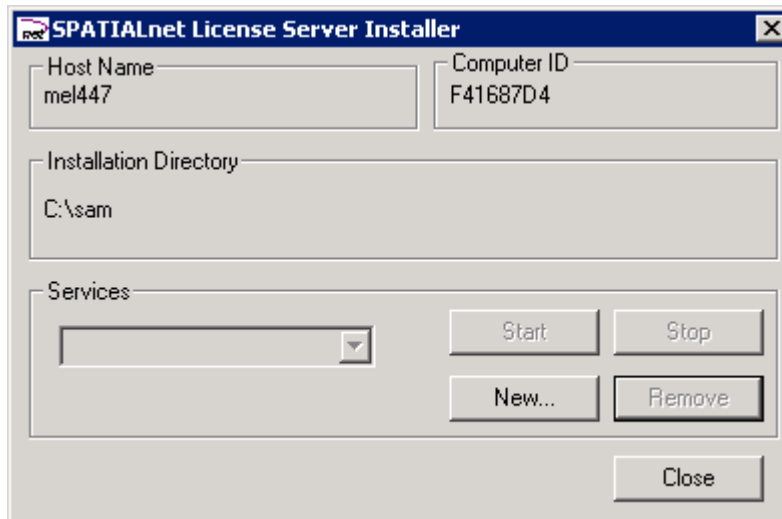 SPATIALnet License Server Installer
Host Name
mel447
Computer ID
F41687D4
Installation Directory
C:\sam
Services
Start
Stop
New...
Remove
Close